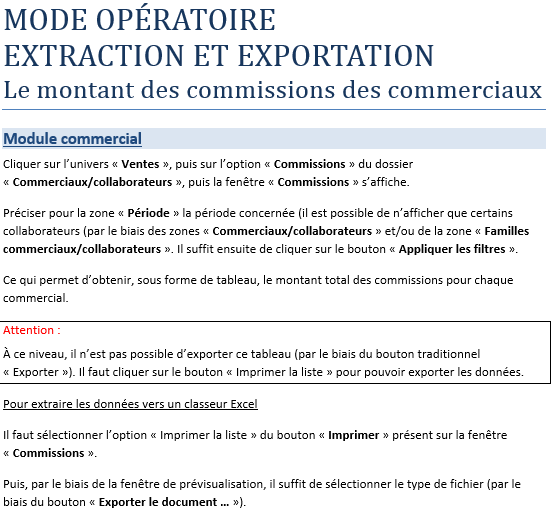 MODE OPÉRATOIRE
EXTRACTION ET EXPORTATION
Le montant des commissions des commerciaux
Module commercial
Cliquer sur l'univers « Ventes », puis sur l'option « Commissions » du dossier
« Commerciaux/collaborateurs », puis la fenêtre « Commissions » s'affiche.
Préciser pour la zone « Période » la période concernée (il est possible de n'afficher que certains
collaborateurs (par le biais des zones « Commerciaux/collaborateurs » et/ou de la zone « Familles
commerciaux/collaborateurs ». Il suffit ensuite de cliquer sur le bouton « Appliquer les filtres ».
Ce qui permet d'obtenir, sous forme de tableau, le montant total des commissions pour chaque
commercial.
Attention :
À ce niveau, il n'est pas possible d'exporter ce tableau (par le biais du bouton traditionnel
« Exporter »). Il faut cliquer sur le bouton « Imprimer la liste » pour pouvoir exporter les données.
Pour extraire les données vers un classeur Excel
Il faut sélectionner l'option « Imprimer la liste » du bouton « Imprimer » présent sur la fenêtre
« Commissions ».
Puis, par le biais de la fenêtre de prévisualisation, il suffit de sélectionner le type de fichier (par le
biais du bouton « Exporter le document ... »).